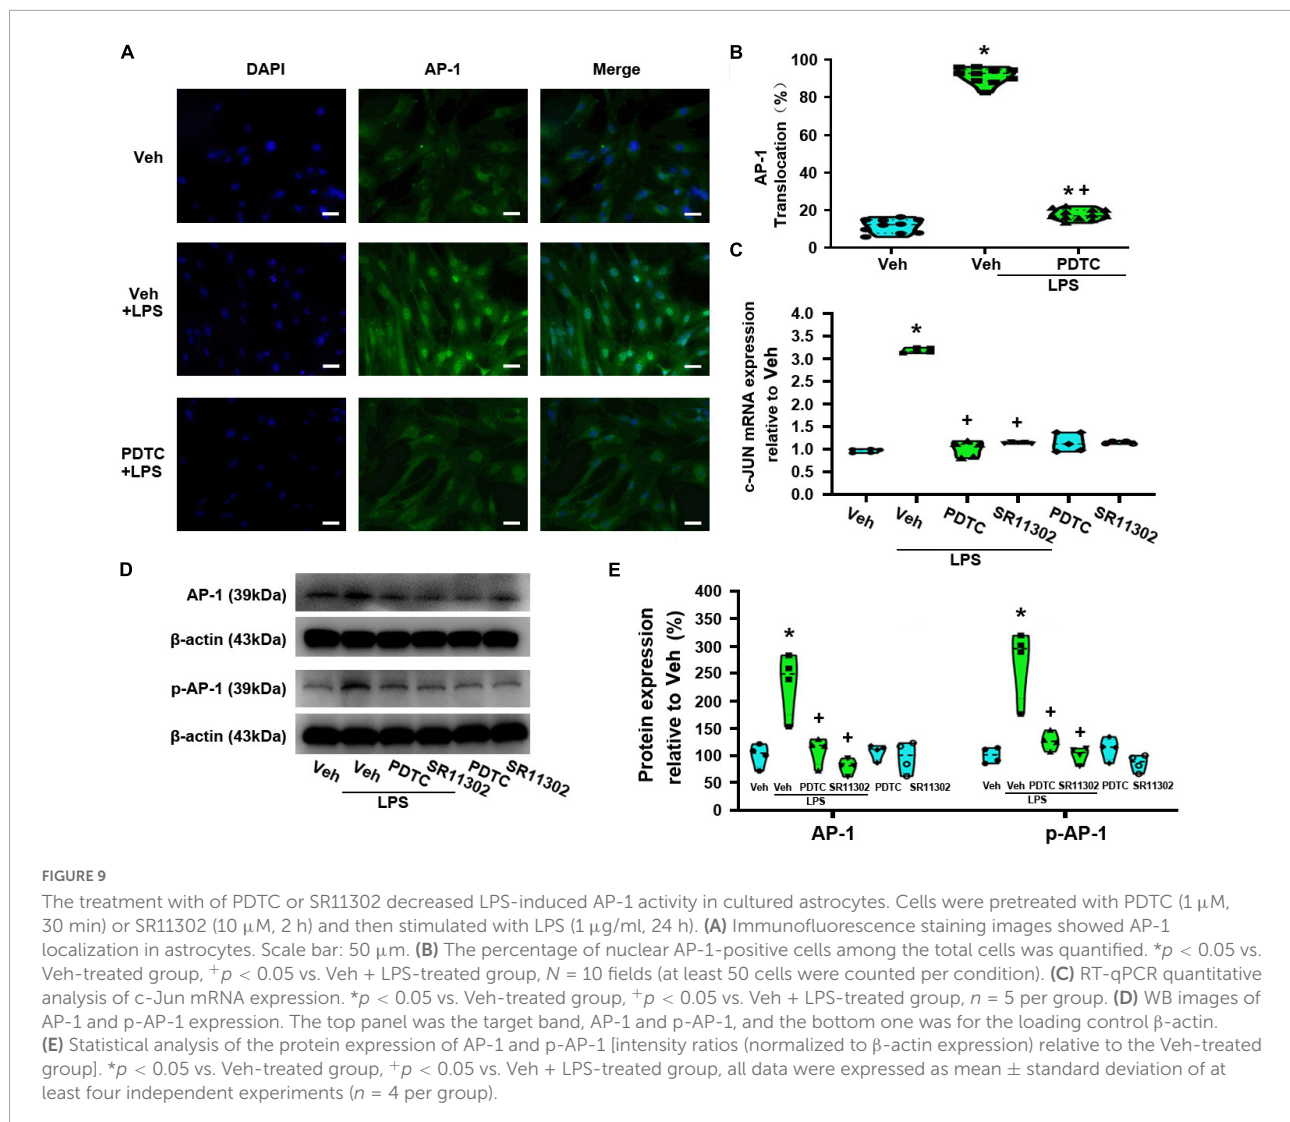 A
DAPI
AP-1
Merge
Veh
Veh
+LPS
PDTC
+LPS
B
AP-1
Translocation (%)
100
80
60
40
20
0
*
* +
Veh
Veh
PDTC
LPS
C
c-JUN mRNA expression
relative to Veh
4.0
3.5
3.0
2.5
2.0
1.5
1.0
0.5
0.0
*
+
+
Veh
Veh
PDTC
SR11302
PDTC
SR11302
LPS
D
AP-1 (39kDa)
β-actin (43kDa)
p-AP-1 (39kDa)
β-actin (43kDa)
Veh
Veh
PDTC
SR11302
PDTC
SR11302
LPS
E
Protein expression
relative to Veh (%)
400
350
300
250
200
150
100
50
0
*
+
+
*
+
+
Veh Veh PDTC SR11302 PDTC SR11302
LPS
Veh Veh PDTC SR11302 PDTC SR11302
LPS
AP-1
p-AP-1
FIGURE 9
The treatment with of PDTC or SR11302 decreased LPS-induced AP-1 activity in cultured astrocytes. Cells were pretreated with PDTC (1 μM,
30 min) or SR11302 (10 μM, 2 h) and then stimulated with LPS (1 μg/ml, 24 h). (A) Immunofluorescence staining images showed AP-1
localization in astrocytes. Scale bar: 50 μm. (B) The percentage of nuclear AP-1-positive cells among the total cells was quantified. *p < 0.05 vs.
Veh-treated group, +p < 0.05 vs. Veh + LPS-treated group, N = 10 fields (at least 50 cells were counted per condition). (C) RT-qPCR quantitative
analysis of c-Jun mRNA expression. *p < 0.05 vs. Veh-treated group, +p < 0.05 vs. Veh + LPS-treated group, n = 5 per group. (D) WB images of
AP-1 and p-AP-1 expression. The top panel was the target band, AP-1 and p-AP-1, and the bottom one was for the loading control β-actin.
(E) Statistical analysis of the protein expression of AP-1 and p-AP-1 [intensity ratios (normalized to β-actin expression) relative to the Veh-treated
group]. *p < 0.05 vs. Veh-treated group, +p < 0.05 vs. Veh + LPS-treated group, all data were expressed as mean ± standard deviation of at
least four independent experiments (n = 4 per group).